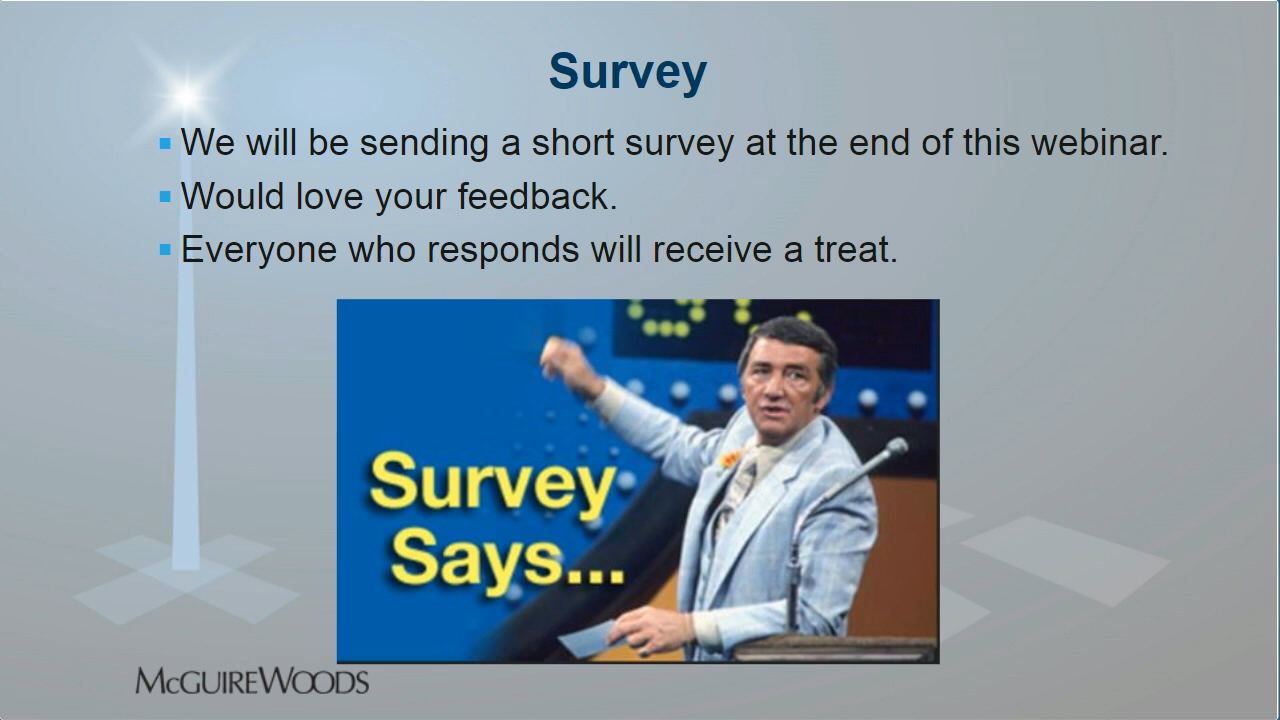 Survey
We will be sending a short survey at the end of this webinar.
Would love your feedback.
Everyone who responds will receive a treat.
Survey
Says...
McGUIREWOODS